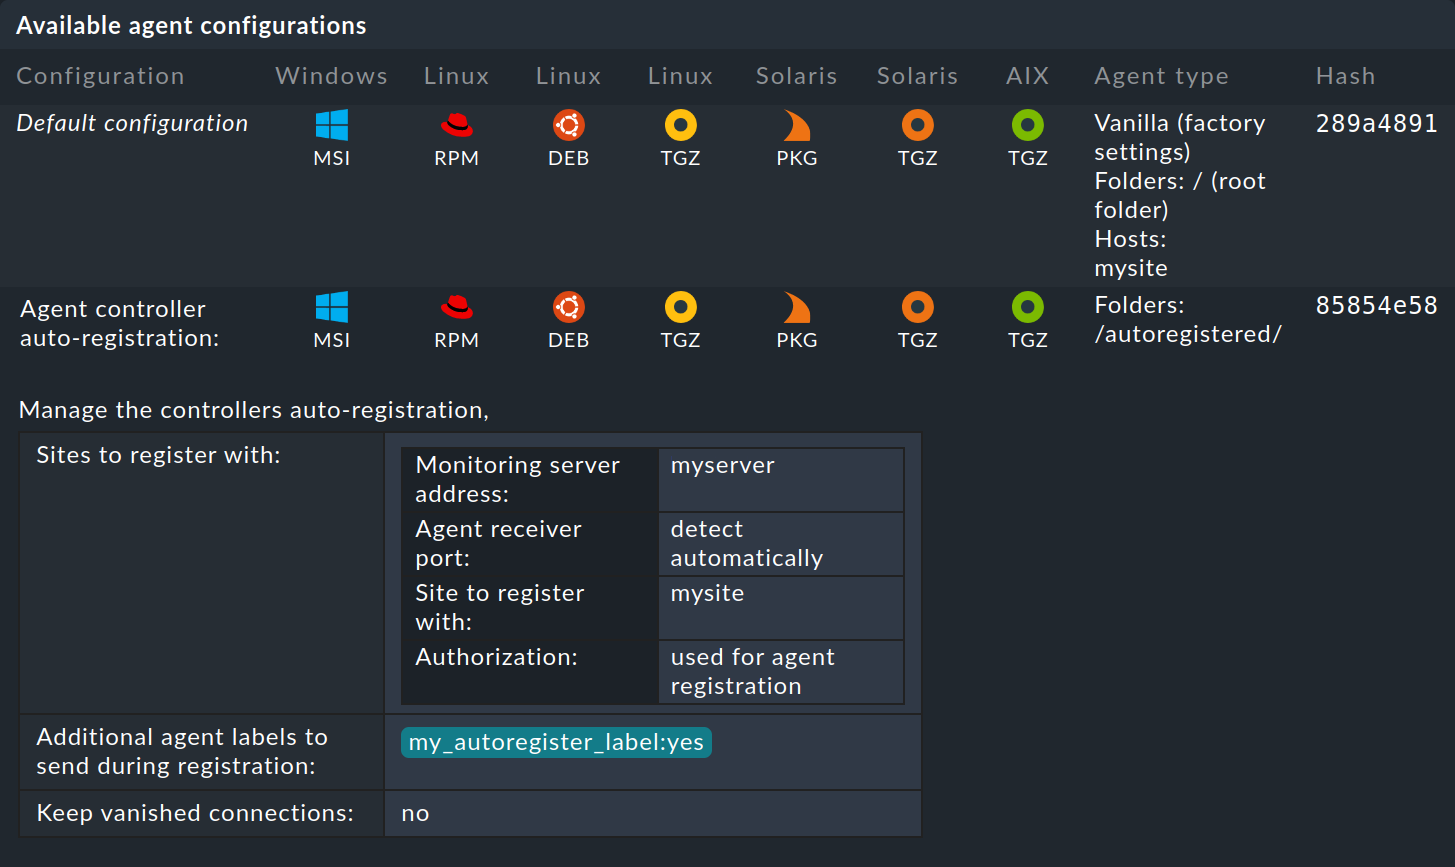 Available agent configurations
Configuration Windows Linux Linux Linux Solaris Solaris AIX Agent type Hash
Default configuration MSI RPM DEB TGZ PKG TGZ TGZ Vanilla (factory 289a4891
settings)
Folders: / (root
folder)
Hosts:
mysite
Agent controller
auto-registration: MSI RPM DEB TGZ PKG TGZ TGZ Folders: 85854e58
/autoregistered/
Manage the controllers auto-registration,
Sites to register with:
Monitoring server
address: myserver
Agent receiver
port: detect
automatically
Site to register
with: mysite
Authorization: used for agent
registration
Additional agent labels to
send during registration: my_autoregister_label:yes
Keep vanished connections: no